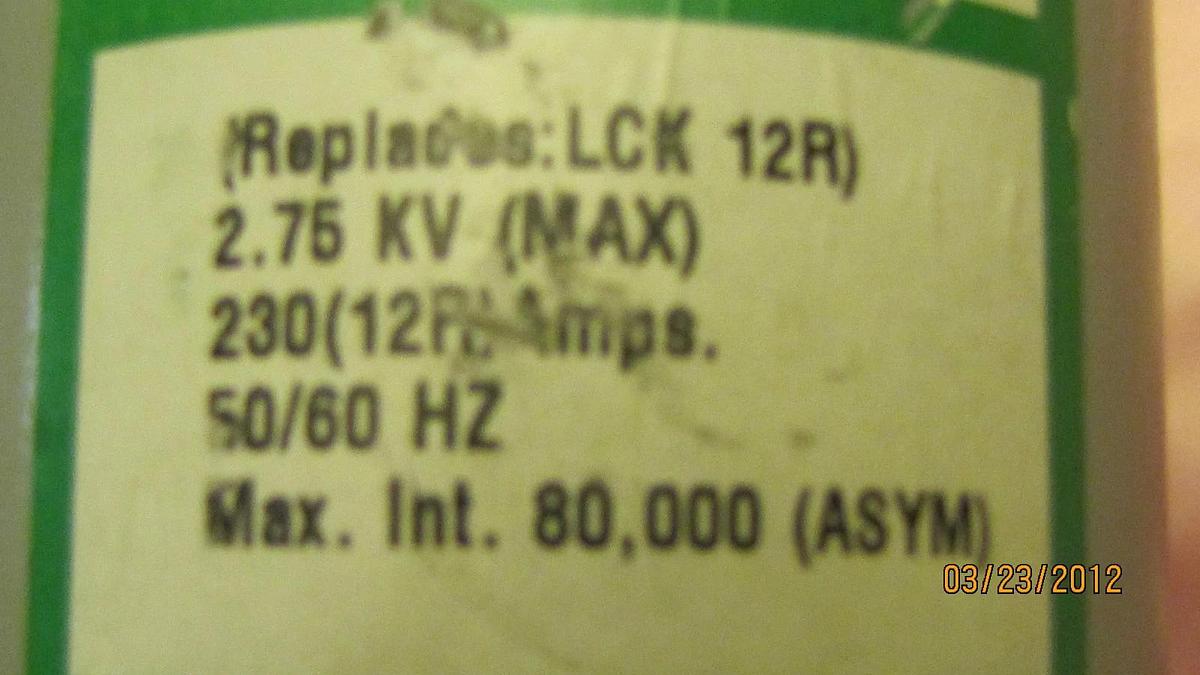 (Replaces:LCK 12R)
2.75 KV (MAX)
230(12R) Amps.
50/60 HZ
Max. Int. 80,000 (ASYM)
03/23/2012